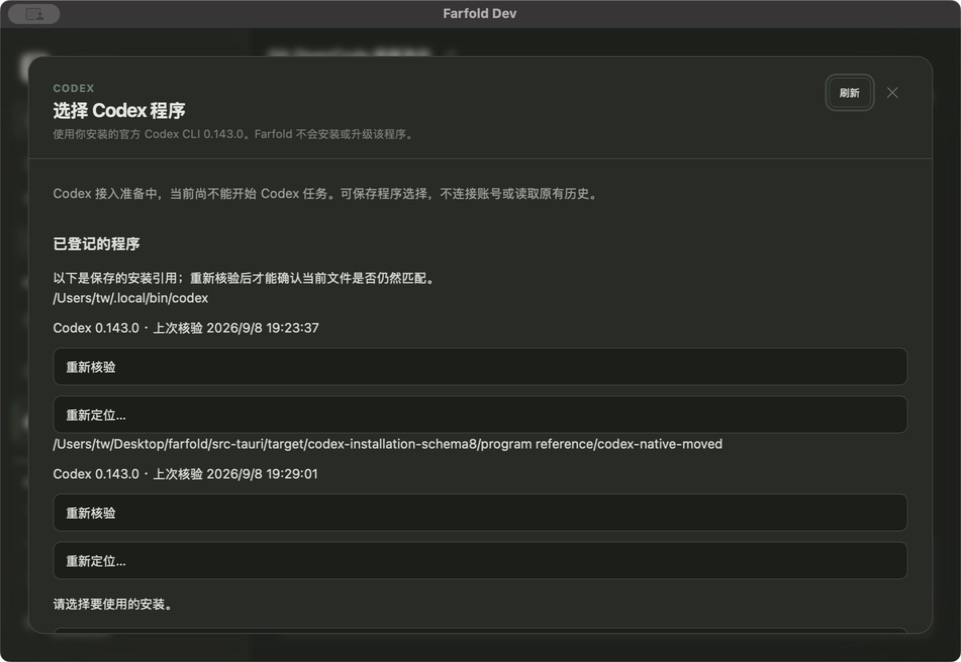 Farfold Dev
CODEX
选择 Codex 程序
刷新
使用你安装的官方 Codex CLI 0.143.0。Farfold 不会安装或升级该程序。
Codex 接入准备中，当前尚不能开始 Codex 任务。可保存程序选择，不连接账号或读取原有历史。
已登记的程序
以下是保存的安装引用；重新核验后才能确认当前文件是否仍然匹配。
/Users/tw/.local/bin/codex
Codex 0.143.0 · 上次核验 2026/9/8 19:23:37
重新核验
重新定位...
/Users/tw/Desktop/farfold/src-tauri/target/codex-installation-schema8/program reference/codex-native-moved
Codex 0.143.0 · 上次核验 2026/9/8 19:29:01
重新核验
重新定位...
请选择要使用的安装。